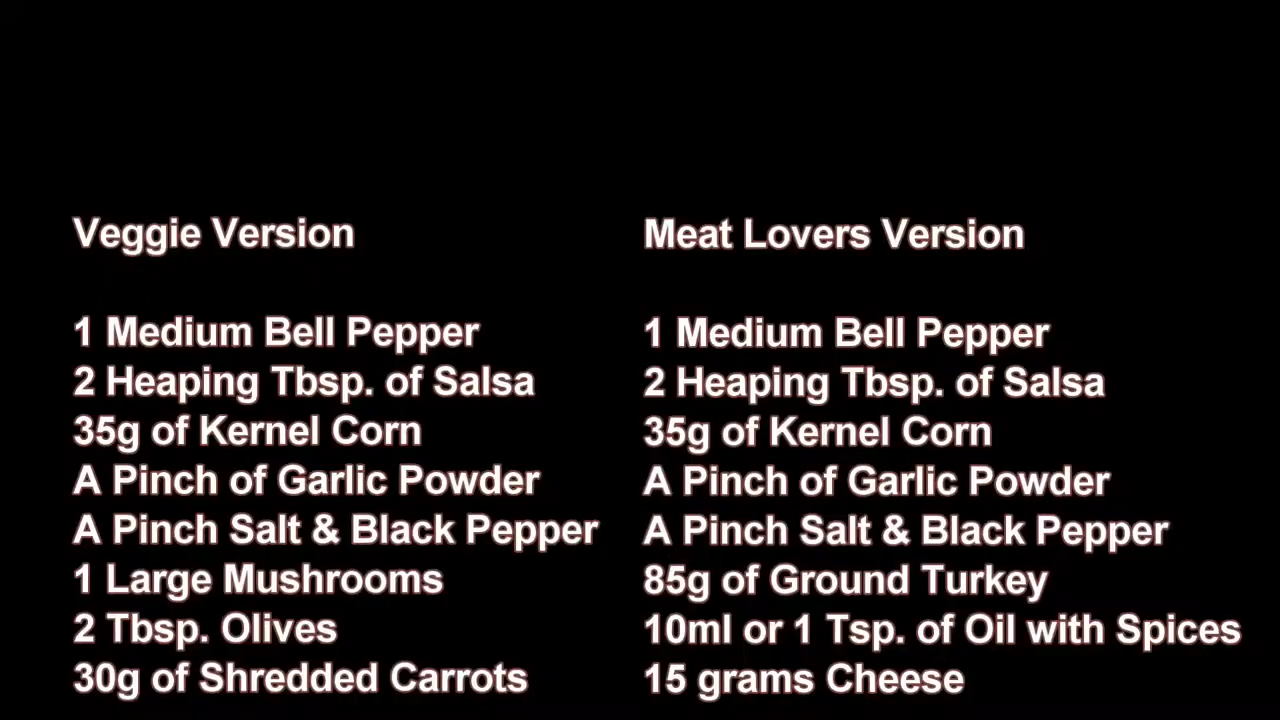 Veggie Version
1 Medium Bell Pepper
2 Heaping Tbsp. of Salsa
35g of Kernel Corn
A Pinch of Garlic Powder
A Pinch Salt & Black Pepper
1 Large Mushrooms
2 Tbsp. Olives
30g of Shredded Carrots
Meat Lovers Version
1 Medium Bell Pepper
2 Heaping Tbsp. of Salsa
35g of Kernel Corn
A Pinch of Garlic Powder
A Pinch Salt & Black Pepper
85g of Ground Turkey
10ml or 1 Tsp. of Oil with Spices
15 grams Cheese